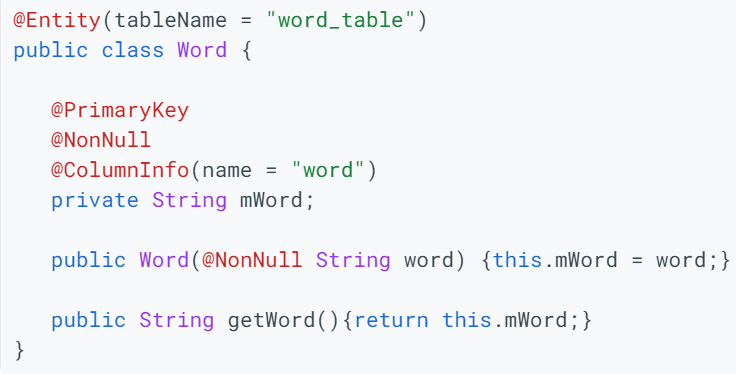 @Entity(tableName = "word_table")
public class Word {
@PrimaryKey
@NonNull
@ColumnInfo(name = "word")
private String mWord;
public Word(@NonNull String word) {this.mWord = word;}
public String getWord(){return this.mWord;}
}